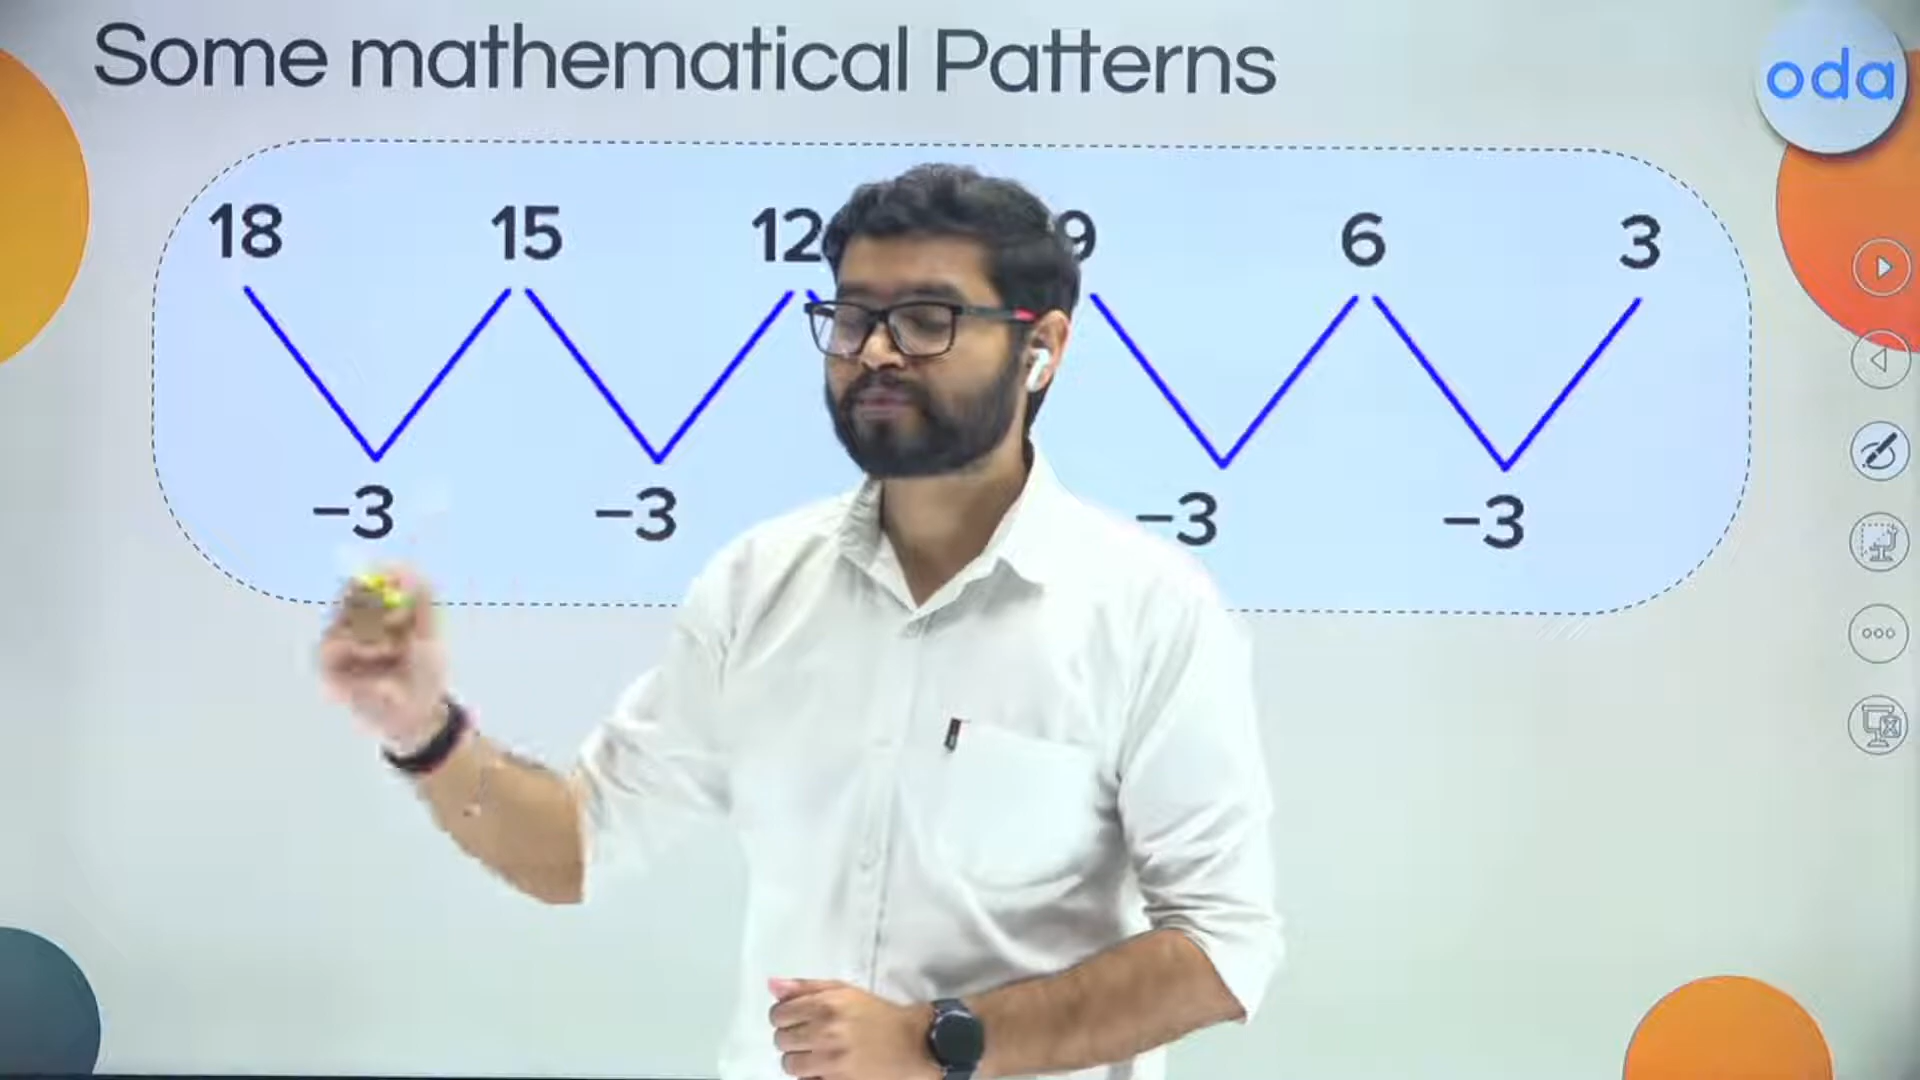 Some mathematical Patterns
oda
18 15 12 9 6 3
−3 −3 −3 −3